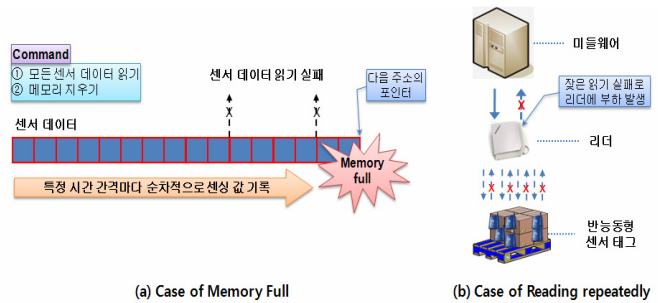 Command
① 모든 센서 데이터 읽기
② 메모리 지우기
센서 데이터 읽기 실패
다음 주소의
포인터
센서 데이터
X
X
Memory
full
특정 시간 간격마다 순차적으로 센싱 값 기록
(a) Case of Memory Full
미들웨어
X
잦은 읽기 실패로
리더에 부하 발생
리더
X X X X
반능동형
센서 태그
(b) Case of Reading repeatedly